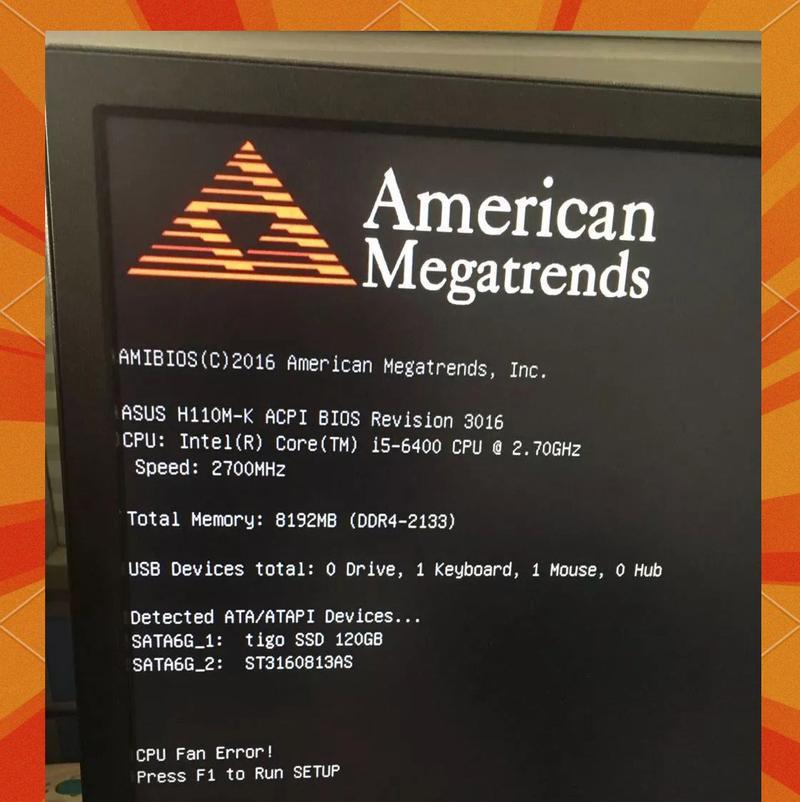 American
Megatrends
AMIBIOS(C)2016 American Megatrends, Inc.
ASUS H110M-K ACPI BIOS Revision 3016
CPU: Intel(R) Core(TM) i5-6400 CPU @ 2.70GHz
Speed: 2700MHz
Total Memory: 8192MB (DDR4-2133)
USB Devices total: 0 Drive, 1 Keyboard, 1 Mouse, 0 Hub
Detected ATA/ATAPI Devices...
SATA6G_1: tigo SSD 120GB
SATA6G_2: ST3160813AS
CPU Fan Error!
Press F1 to Run SETUP